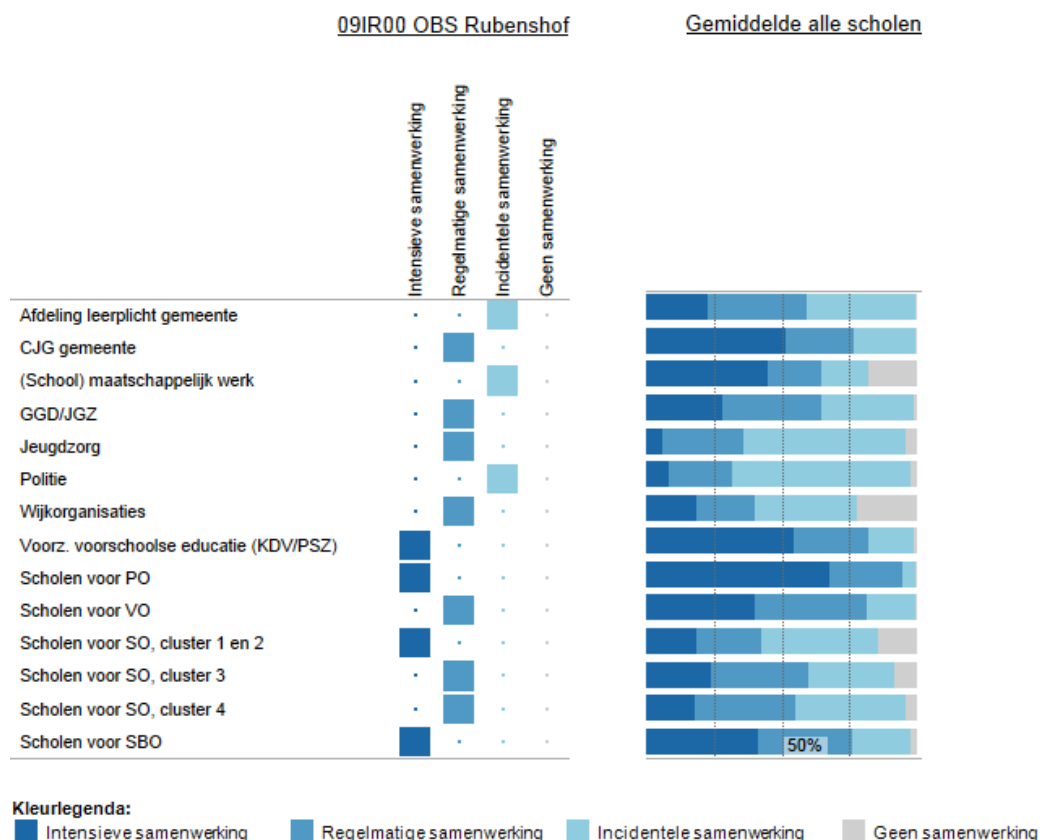 09IR00 OBS Rubenshof
Gemiddelde alle scholen
Intensieve samenwerking
Regelmatige samenwerking
Incidentele samenwerking
Geen samenwerking
Afdeling leerplicht gemeente
CJG gemeente
(School) maatschappelijk werk
GGD/JGZ
Jeugdzorg
Politie
Wijkorganisaties
Voorz. voorschoolse educatie (KDV/PSZ)
Scholen voor PO
Scholen voor VO
Scholen voor SO, cluster 1 en 2
Scholen voor SO, cluster 3
Scholen voor SO, cluster 4
Scholen voor SBO
50%
Kleurlegenda:
Intensieve samenwerking
Regelmatige samenwerking
Incidentele samenwerking
Geen samenwerking